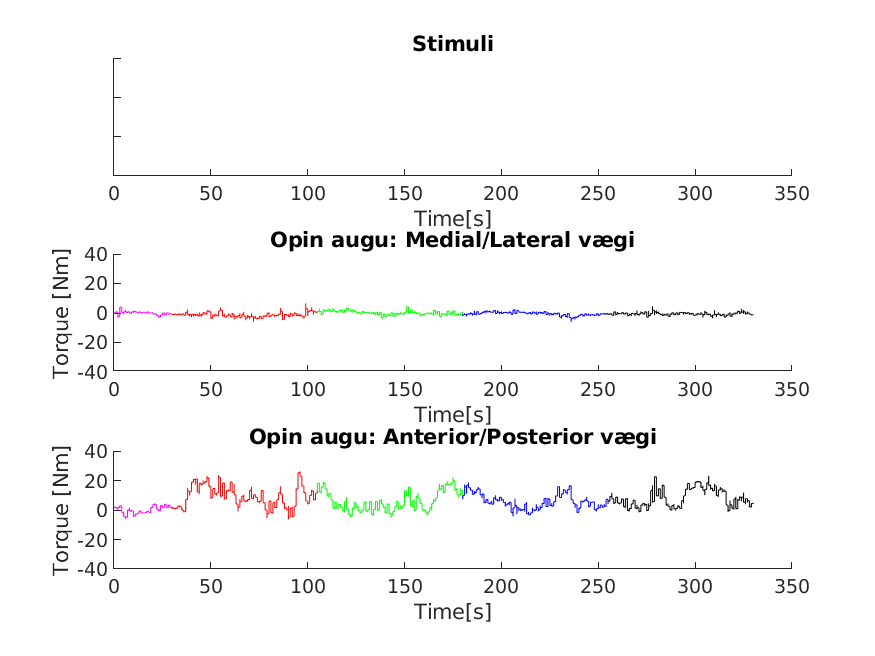 Stimuli
0 50 100 150 200 250 300 350
Time[s]
Opin augu: Medial/Lateral vægi
Torque [Nm]
40
20
0
-20
-40
0 50 100 150 200 250 300 350
Time[s]
Opin augu: Anterior/Posterior vægi
Torque [Nm]
40
20
0
-20
-40
0 50 100 150 200 250 300 350
Time[s]